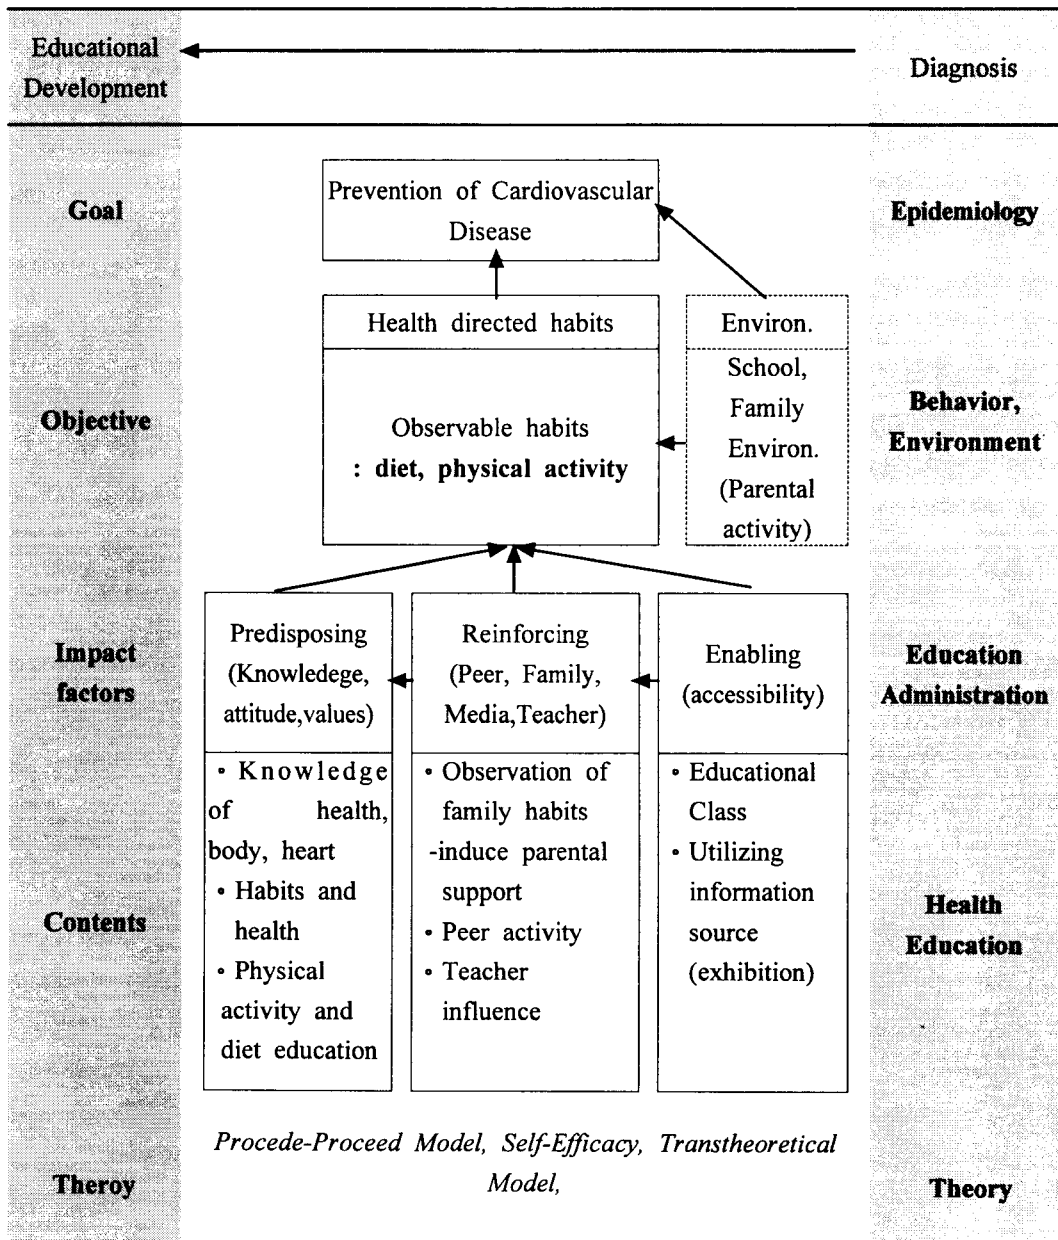 Educational
Development
Diagnosis
Goal
Prevention of Cardiovascular
Disease
Epidemiology
Health directed habits
Environ.
Objective
Observable habits
: diet, physical activity
School,
Family
Environ.
(Parental
activity)
Behavior,
Environment
Impact
factors
Predisposing
(Knowledege,
attitude,values)
Reinforcing
(Peer, Family,
Media,Teacher)
Enabling
(accessibility)
Education
Administration
Contents
• Knowledge
of health,
body, heart
• Habits and
health
• Physical
activity and
diet education
• Observation of
family habits
-induce parental
support
• Peer activity
• Teacher
influence
• Educational
Class
• Utilizing
information
source
(exhibition)
Health
Education
Theroy
Procede-Proceed Model, Self-Efficacy, Transtheoretical
Model,
Theory